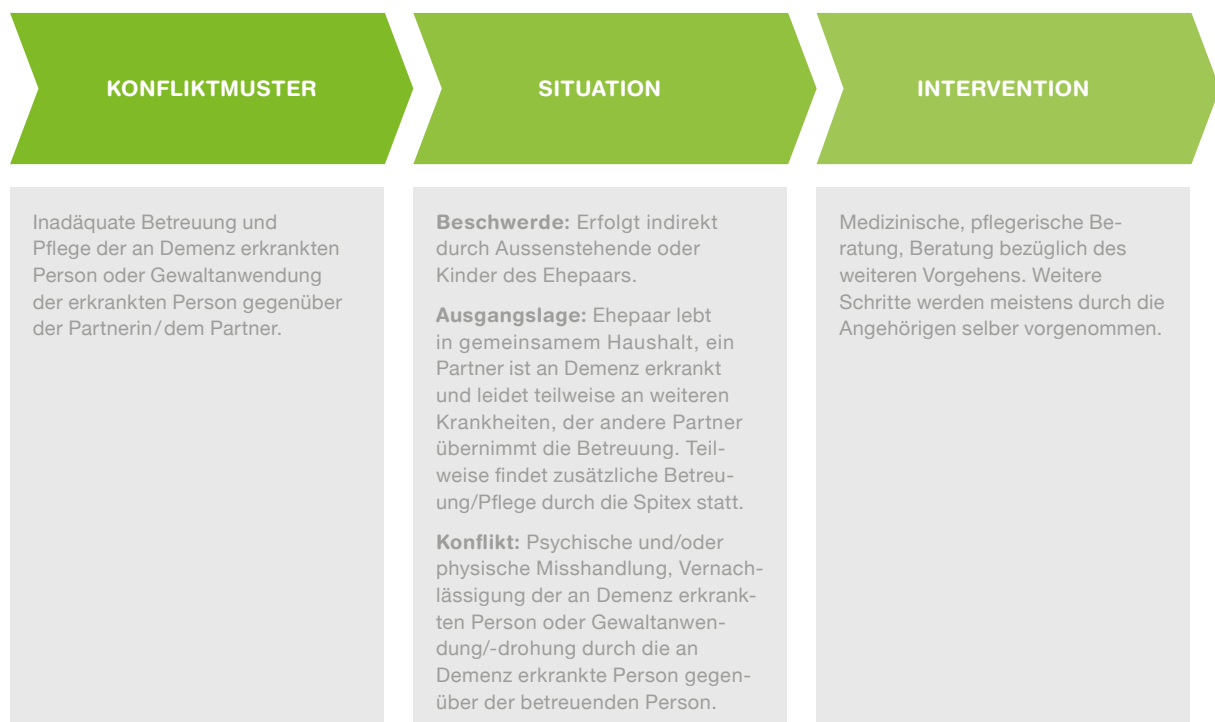 KONFLIKTMUSTER
SITUATION
INTERVENTION
Inadäquate Betreuung und
Pflege der an Demenz erkrankten
Person oder Gewaltanwendung
der erkrankten Person gegenüber
der Partnerin/dem Partner.
Beschwerde: Erfolgt indirekt
durch Aussenstehende oder
Kinder des Ehepaars.
Ausgangslage: Ehepaar lebt
in gemeinsamem Haushalt, ein
Partner ist an Demenz erkrankt
und leidet teilweise an weiteren
Krankheiten, der andere Partner
übernimmt die Betreuung. Teil-
weise findet zusätzliche Betreu-
ung/Pflege durch die Spitex statt.
Konflikt: Psychische und/oder
physische Misshandlung, Vernach-
lässigung der an Demenz erkrank-
ten Person oder Gewaltanwen-
dung/-drohung durch die an
Demenz erkrankte Person gegen-
über der betreuenden Person.
Medizinische, pflegerische Be-
ratung, Beratung bezüglich des
weiteren Vorgehens. Weitere
Schritte werden meistens durch die
Angehörigen selber vorgenommen.